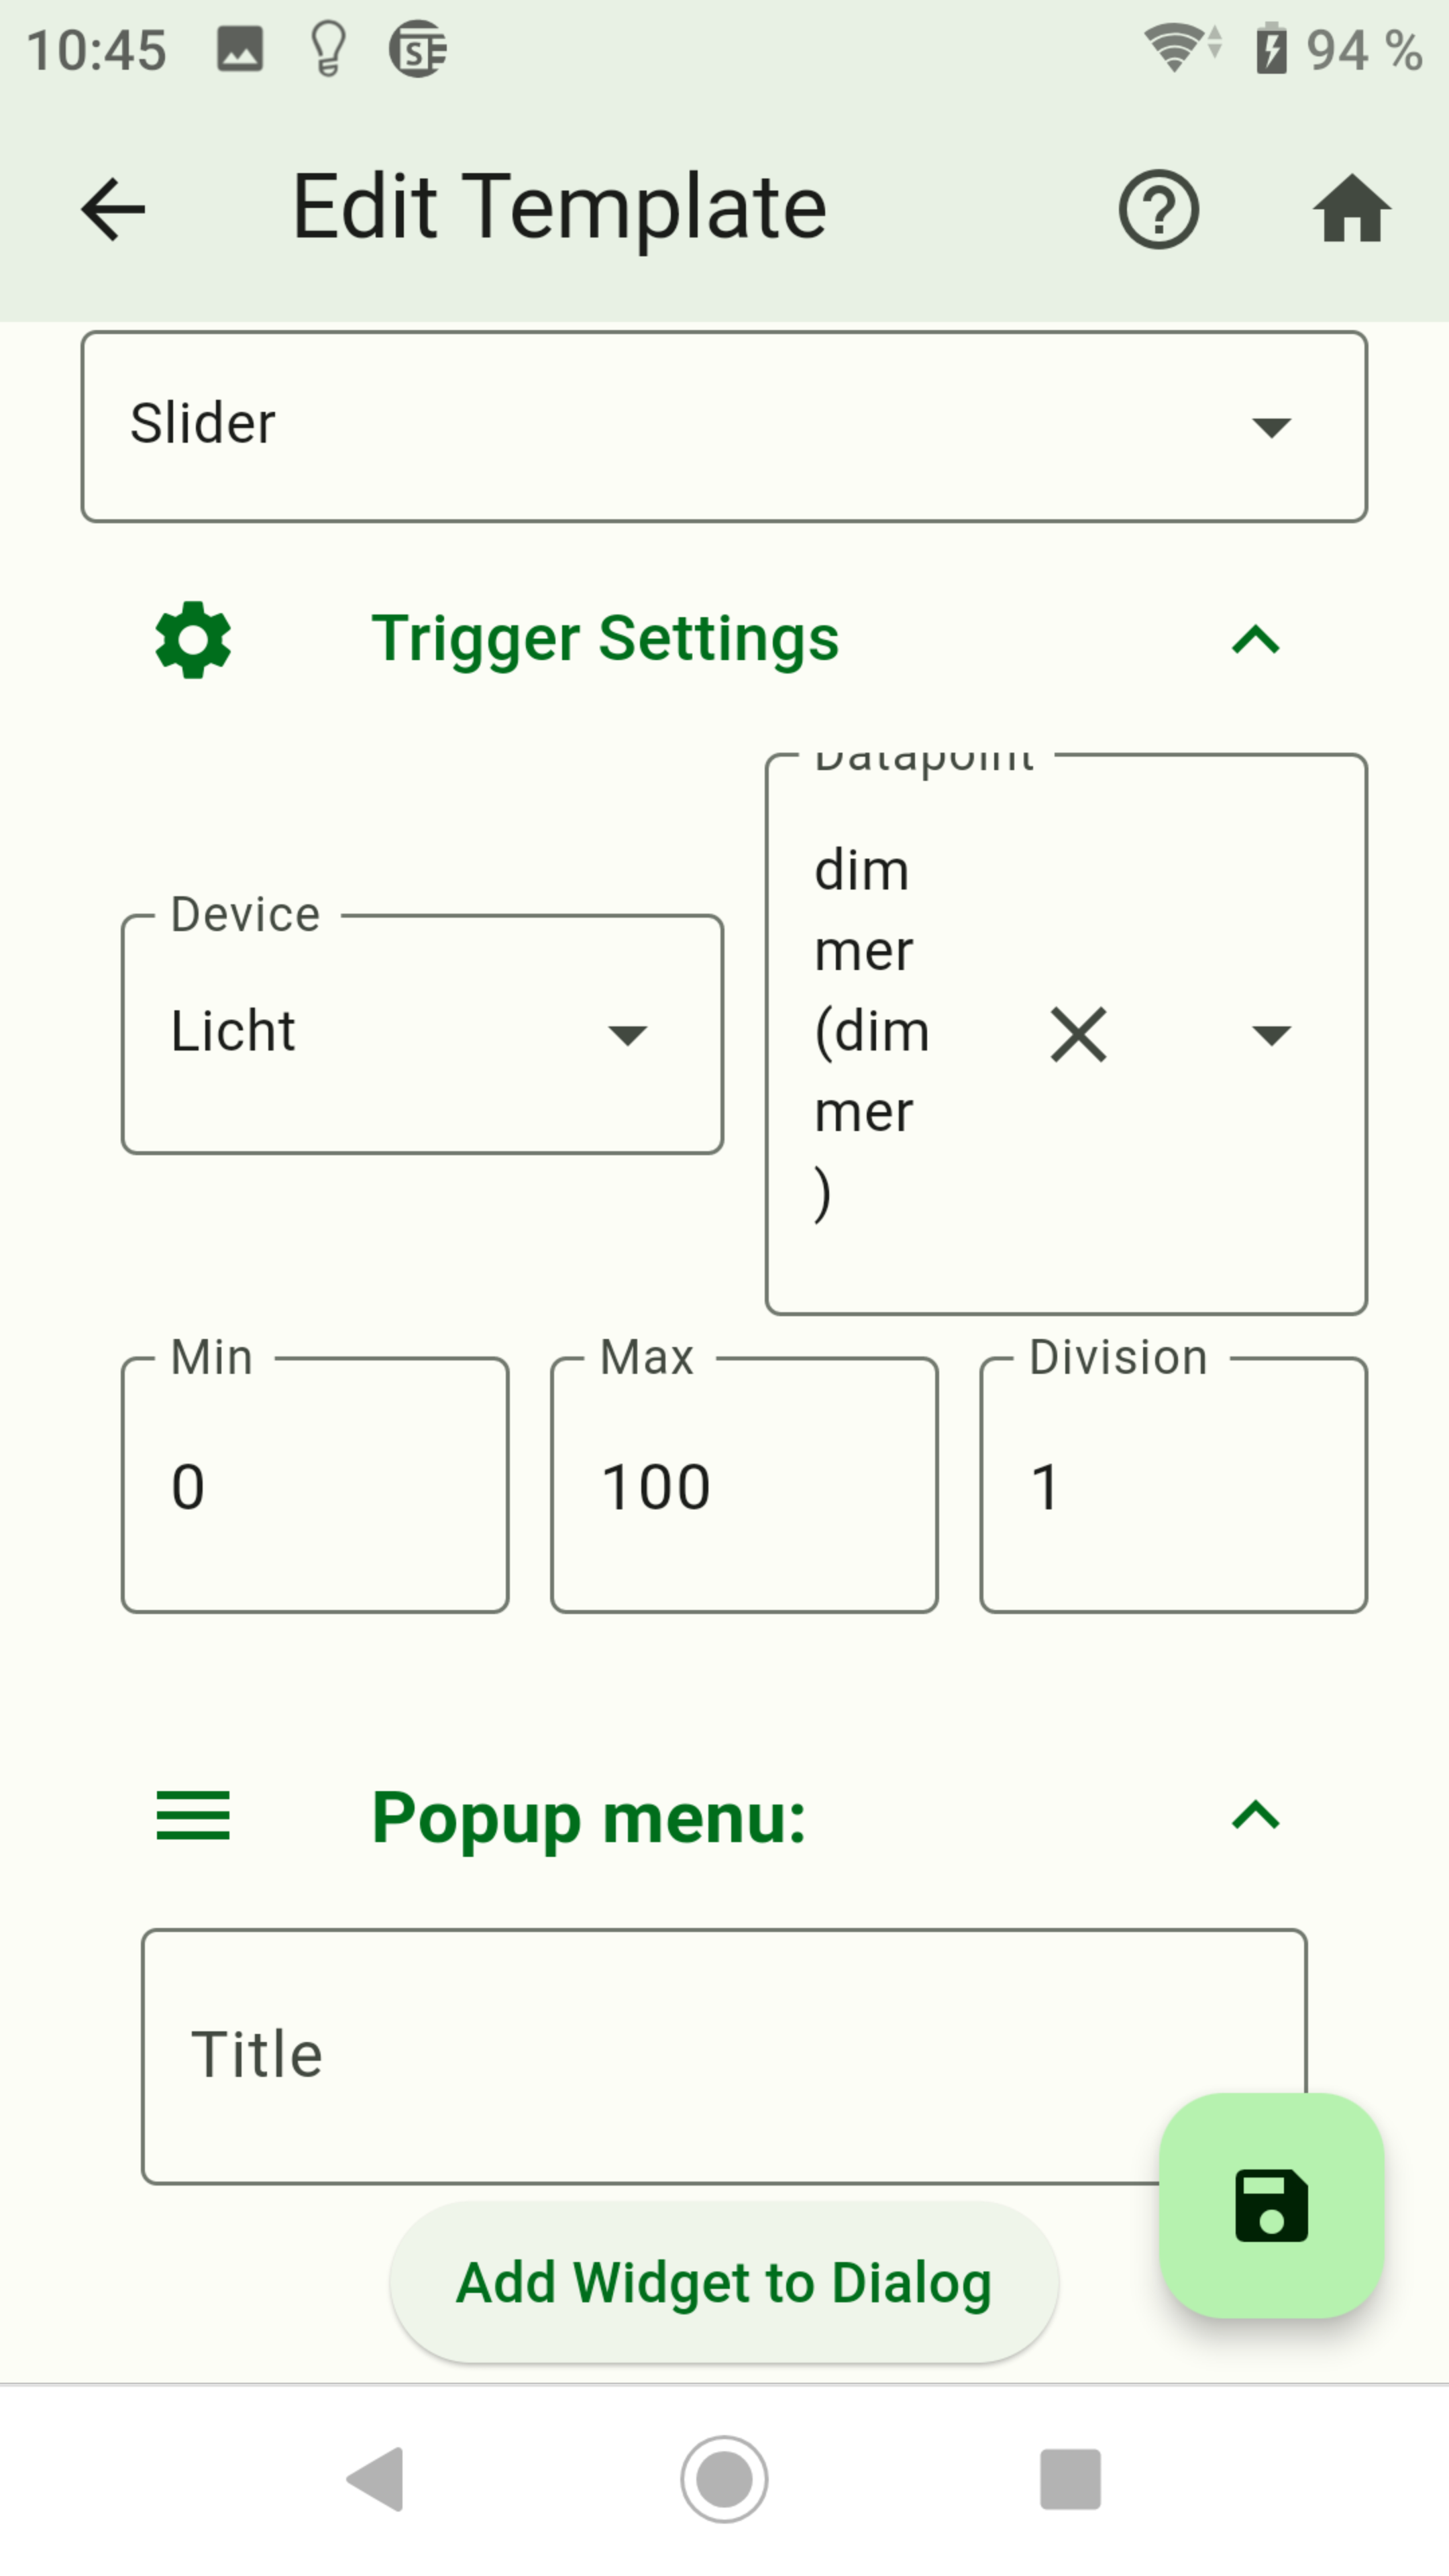 10:45
94 %
Edit Template
Slider
Trigger Settings
Datapoint
Device
Licht
dim
mer
(dim
mer
)
Min
Max
Division
0
100
1
Popup menu:
Title
Add Widget to Dialog